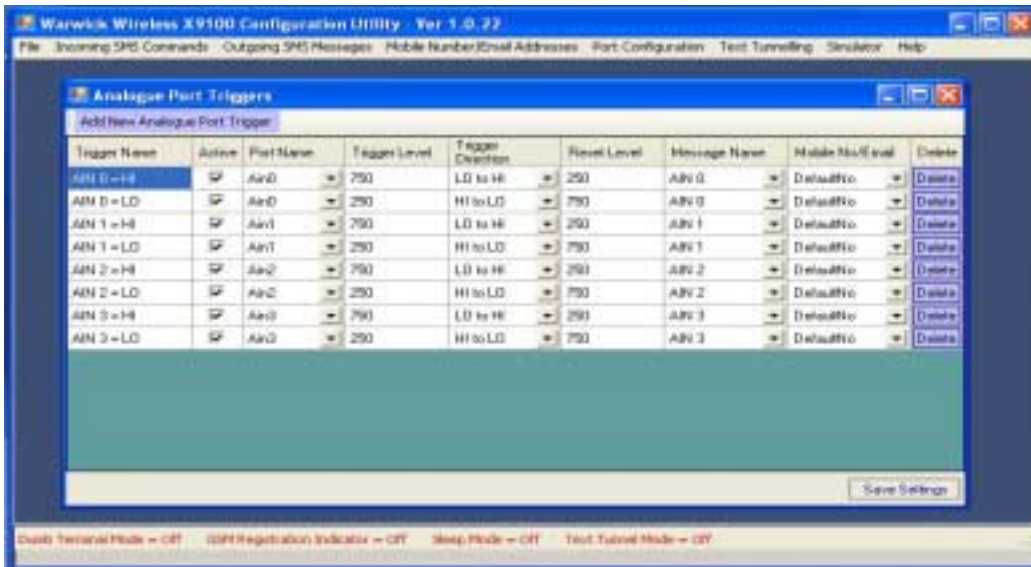 Warwick Wireless X9100 Configuration Utility - Ver 1.0.22
File Incoming SMS Commands Outgoing SMS Messages Mobile Number/Email Addresses Port Configuration Text Tunnelling Simulator Help
Analogue Port Triggers
Add New Analogue Port Trigger
Trigger Name Active Port Name Trigger Level Trigger Direction Reset Level Message Name Mobile No/Email Delete
AIN 0 = HI Ain0 750 LO to HI 250 AIN 0 DefaultNo Delete
AIN 0 = LO Ain0 250 HI to LO 750 AIN 0 DefaultNo Delete
AIN 1 = HI Ain1 750 LO to HI 250 AIN 1 DefaultNo Delete
AIN 1 = LO Ain1 250 HI to LO 750 AIN 1 DefaultNo Delete
AIN 2 = HI Ain2 750 LO to HI 250 AIN 2 DefaultNo Delete
AIN 2 = LO Ain2 250 HI to LO 750 AIN 2 DefaultNo Delete
AIN 3 = HI Ain3 750 LO to HI 250 AIN 3 DefaultNo Delete
AIN 3 = LO Ain3 250 HI to LO 750 AIN 3 DefaultNo Delete
Save Settings
Dumb Terminal Mode = Off GSM Registration Indicator = Off Sleep Mode = Off Text Tunnel Mode = Off